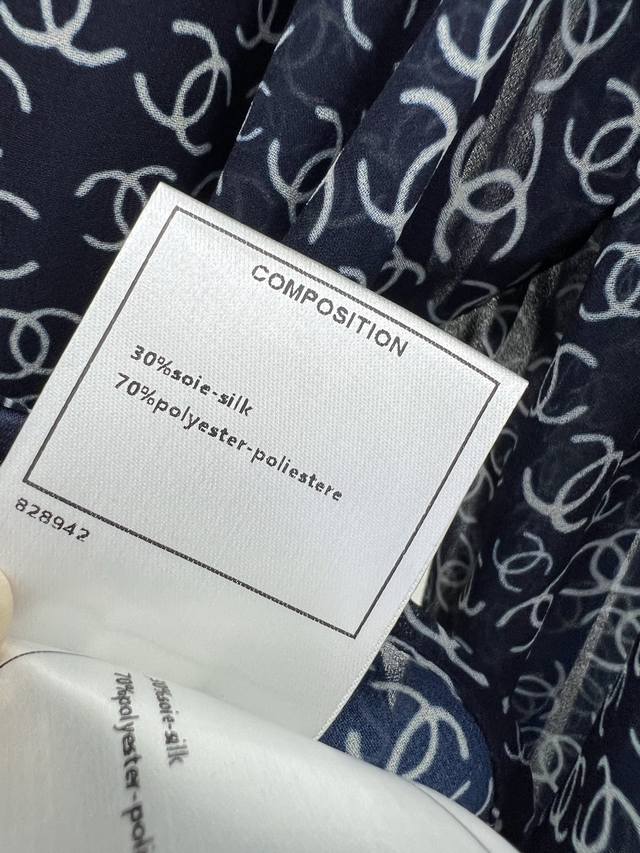 COMPOSITION
30%soie-silk
70%polyester-poliestere
828942
30%soie-silk
70%polyester-poli